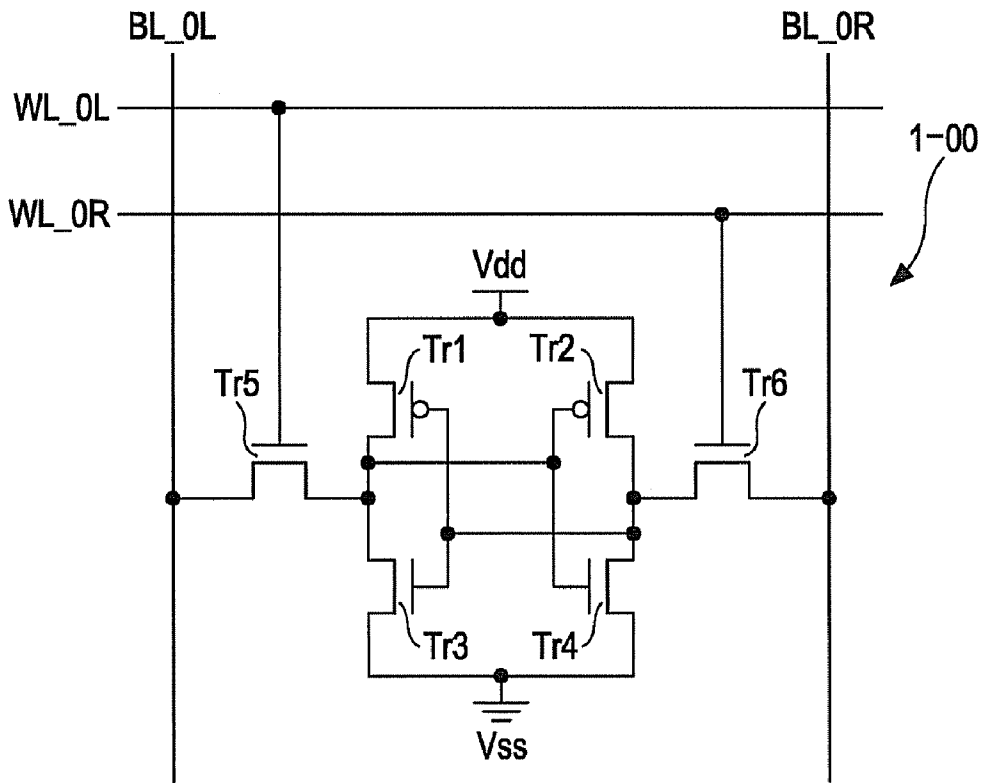 BL_0L
BL_0R
WL_0L
1-00
WL_0R
Vdd
Tr1
Tr2
Tr5
Tr6
Tr3
Tr4
Vss